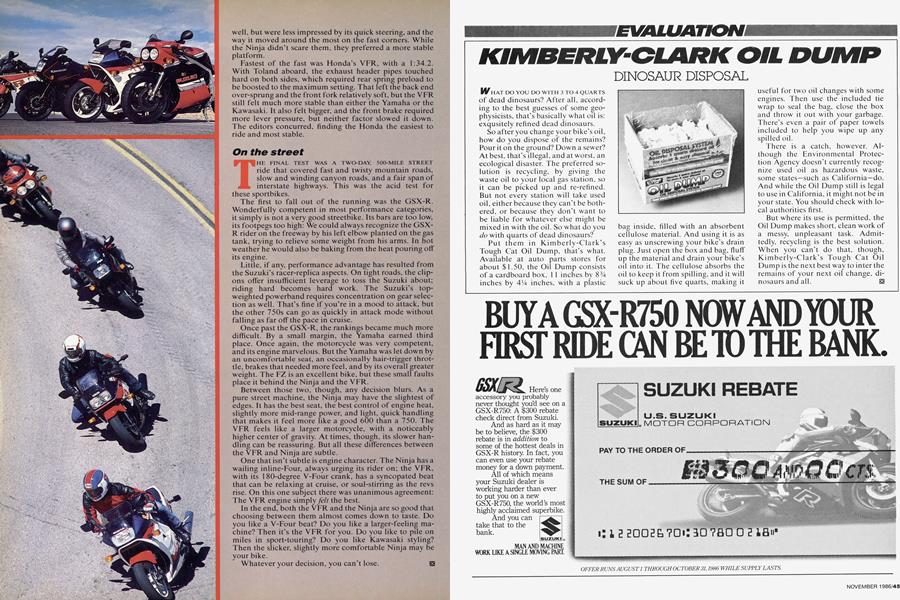 well, but were less impressed by its quick steering, and the
way it moved around the most on the fast corners. While
the Ninja didn't scare them, they preferred a more stable
platform.
Fastest of the fast was Honda's VFR, with a 1:34.2.
With Toland aboard, the exhaust header pipes touched
hard on both sides, which required rear spring preload to
be boosted to the maximum setting. That left the back end
over-sprung and the front fork relatively soft, but the VFR
still felt much more stable than either the Yamaha or the
Kawasaki. It also felt bigger, and the front brake required
more lever pressure, but neither factor slowed it down.
The editors concurred, finding the Honda the easiest to
ride and most stable.
On the street
THE FINAL TEST WAS A TWO-DAY, 500-MILE STREET
ride that covered fast and twisty mountain roads,
slow and winding canyon roads, and a fair span of
interstate highways. This was the acid test for
these sportbikes.
The first to fall out of the running was the GSX-R.
Wonderfully competent in most performance categories,
it simply is not a very good streetbike. Its bars are too low,
its footpegs too high: We could always recognize the GSX-
R rider on the freeway by his left elbow planted on the gas
tank, trying to relieve some weight from his arms. In hot
weather he would also be baking from the heat pouring off
its engine.
Little, if any, performance advantage has resulted from
the Suzuki's racer-replica aspects. On tight roads, the clip-
ons offer insufficient leverage to toss the Suzuki about;
riding hard becomes hard work. The Suzuki's top-
weighted powerband requires concentration on gear selec-
tion as well. That's fine if you're in a mood to attack, but
the other 750s can go as quickly in attack mode without
falling as far off the pace in cruise.
Once past the GSX-R, the rankings became much more
difficult. By a small margin, the Yamaha earned third
place. Once again, the motorcycle was very competent,
and its engine marvelous. But the Yamaha was let down by
an uncomfortable seat, an occasionally hair-trigger throt-
tle, brakes that needed more feel, and by its overall greater
weight. The FZ is an excellent bike, but these small faults
place it behind the Ninja and the VFR.
Between those two, though, any decision blurs. As a
pure street machine, the Ninja may have the slightest of
edges. It has the best seat, the best control of engine heat,
slightly more mid-range power, and light, quick handling
that makes it feel more like a good 600 than a 750. The
VFR feels like a larger motorcycle, with a noticeably
higher center of gravity. At times, though, its slower han-
dling can be reassuring. But all these differences between
the VFR and Ninja are subtle.
One that isn't subtle is engine character. The Ninja has a
wailing inline-Four, always urging its rider on; the VFR,
with its 180-degree V-Four crank, has a syncopated beat
that can be relaxing at cruise, or soul-stirring as the revs
rise. On this one subject there was unanimous agreement:
The VFR engine simply felt the best.
In the end, both the VFR and the Ninja are so good that
choosing between them almost comes down to taste. Do
you like a V-Four beat? Do you like a larger-feeling ma-
chine? Then it's the VFR for you. Do you like to pile on
miles in sport-touring? Do you like Kawasaki styling?
Then the slicker, slightly more comfortable Ninja may be
your bike.
Whatever your decision, you can't lose.
EVALUATION
KIMBERLY-CLARK OIL DUMP
DINOSAUR DISPOSAL
WHAT DO YOU DO WITH 3 TO 4 QUARTS
of dead dinosaurs? After all, accord-
ing to the best guesses of some geo-
physicists, that's basically what oil is:
exquisitely refined dead dinosaurs.
So after you change your bike's oil,
how do you dispose of the remains?
Pour it on the ground? Down a sewer?
At best, that's illegal, and at worst, an
ecological disaster. The preferred so-
lution is recycling, by giving the
waste oil to your local gas station, so
it can be picked up and re-refined.
But not every station will take used
oil, either because they can't be both-
ered, or because they don't want to
be liable for whatever else might be
mixed in with the oil. So what do you
do with quarts of dead dinosaurs?
Put them in Kimberly-Clark's
Tough Cat Oil Dump, that's what.
Available at auto parts stores for
about $1.50, the Oil Dump consists
of a cardboard box, 11 inches by 8¼
inches by 4¼ inches, with a plastic
OIL DISPOSAL SYSTEM
OIL DUMP
bag inside, filled with an absorbent
cellulose material. And using it is as
easy as unscrewing your bike's drain
plug. Just open the box and bag, fluff
up the material and drain your bike's
oil into it. The cellulose absorbs the
oil to keep it from spilling, and it will
suck up about five quarts, making it
useful for two oil changes with some
engines. Then use the included tie
wrap to seal the bag, close the box
and throw it out with your garbage.
There's even a pair of paper towels
included to help you wipe up any
spilled oil.
There is a catch, however. Al-
though the Environmental Protec-
tion Agency doesn't currently recog-
nize used oil as hazardous waste,
some states—such as California—do.
And while the Oil Dump still is legal
to use in California, it might not be in
your state. You should check with lo-
cal authorities first.
But where its use is permitted, the
Oil Dump makes short, clean work of
a messy, unpleasant task. Admit-
tedly, recycling is the best solution.
When you can't do that, though,
Kimberly-Clark's Tough Cat Oil
Dump is the next best way to inter the
remains of your next oil change, di-
nosaurs and all.
BUY A GSX-R750 NOW AND YOUR
FIRST RIDE CAN BE TO THE BANK.
GSX R Here's one
accessory you probably
never thought you'd see on a
GSX-R750: A $300 rebate
check direct from Suzuki.
And as hard as it may
be to believe, the $300
rebate is in addition to
some of the hottest deals in
GSX-R history. In fact, you
can even use your rebate
money for a down payment.
All of which means
your Suzuki dealer is
working harder than ever
to put you on a new
GSX-R750, the world's most
highly acclaimed superbike.
And you can
take that to the
bank.
SUZUKI
MAN AND MACHINE
WORK LIKE A SINGLE MOVING PART.
SUZUKI REBATE
SUZUKI
U.S. SUZUKI
MOTOR CORPORATION
PAY TO THE ORDER OF
THE SUM OF
$300 AND 00 CTS
⑆122002670⑆307800218⑈
OFFER RUNS AUGUST 1 THROUGH OCTOBER 31, 1986 WHILE SUPPLY LASTS.
NOVEMBER 1986/45